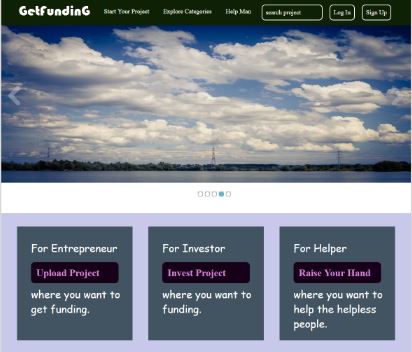 GetfundinG
Start Your Project
Explore Categories
Help Mau
search project
Log In
Sign Up
For Entrepreneur
Upload Project
where you want to
get funding.
For Investor
Invest Project
where you want to
funding.
For Helper
Raise Your Hand
where you want to
help the helpless
people.